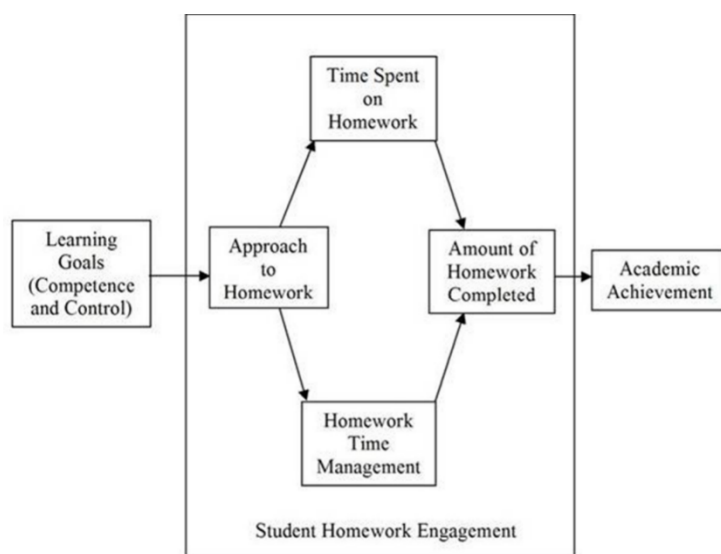 Time Spent
on
Homework
Learning
Goals
(Competence
and Control)
Approach
to
Homework
Amount of
Homework
Completed
Academic
Achievement
Homework
Time
Management
Student Homework Engagement